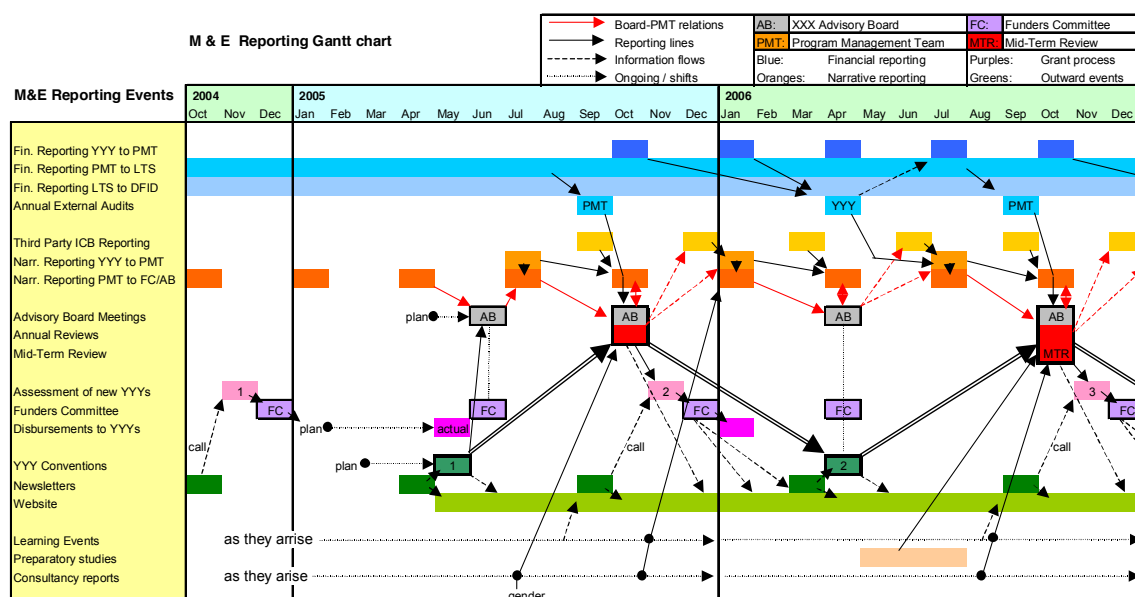 M & E Reporting Gantt chart
Board-PMT relations
Reporting lines
Information flows
Ongoing / shifts
AB: XXX Advisory Board
FC: Funders Committee
PMT: Program Management Team
MTR: Mid-Term Review
Blue: Financial reporting
Purples: Grant process
Oranges: Narrative reporting
Greens: Outward events
M&E Reporting Events
2004 2005 2006
Oct Nov Dec Jan Feb Mar Apr May Jun Jul Aug Sep Oct Nov Dec Jan Feb Mar Apr May Jun Jul Aug Sep Oct Nov Dec
Fin. Reporting YYY to PMT
Fin. Reporting PMT to LTS
Fin. Reporting LTS to DFID
Annual External Audits PMT YYY PMT
Third Party ICB Reporting
Narr. Reporting YYY to PMT
Narr. Reporting PMT to FC/AB
Advisory Board Meetings plan AB AB AB AB
Annual Reviews
Mid-Term Review MTR
Assessment of new YYYs 1 2 3
Funders Committee FC FC FC FC FC
Disbursements to YYYs plan actual
call call call
YYY Conventions plan 1 2
Newsletters
Website
Learning Events as they arrise
Preparatory studies
Consultancy reports as they arrise
gender